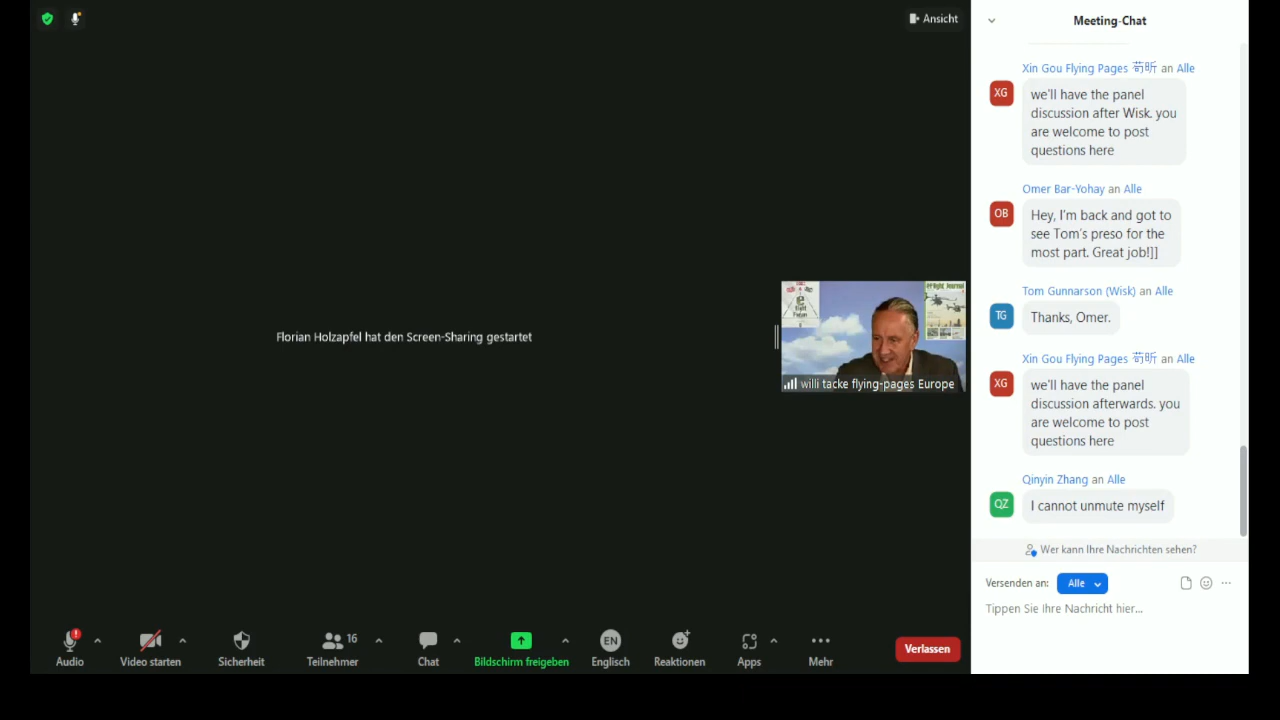 Ansicht
Florian Holzapfel hat den Screen-Sharing gestartet
willi tacke flying-pages Europe
Audio
Video starten
Sicherheit
16
Teilnehmer
Chat
Bildschirm freigeben
EN
Englisch
Reaktionen
Apps
Mehr
Verlassen
Meeting-Chat
Xin Gou Flying Pages 苟昕 an Alle
XG
we'll have the panel
discussion after Wisk. you
are welcome to post
questions here
Omer Bar-Yohay an Alle
OB
Hey, I'm back and got to
see Tom's preso for the
most part. Great job!]]
Tom Gunnarson (Wisk) an Alle
TG
Thanks, Omer.
Xin Gou Flying Pages 苟昕 an Alle
XG
we'll have the panel
discussion afterwards. you
are welcome to post
questions here
Qinyin Zhang an Alle
QZ
I cannot unmute myself
Wer kann Ihre Nachrichten sehen?
Versenden an: Alle
Tippen Sie Ihre Nachricht hier...